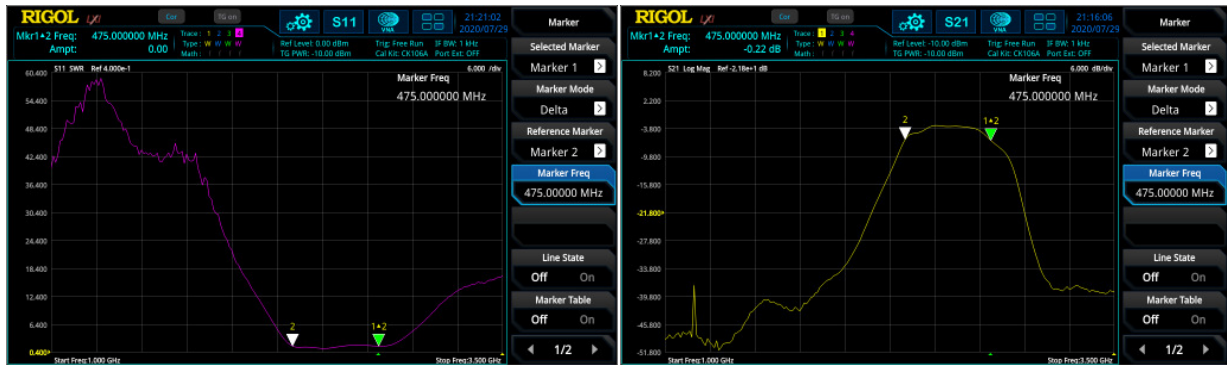 RIGOL LXI Cor TG on S11 VNA 21:21:02 2020/07/29
Mkr1▲2 Freq: 475.000000 MHz
Ampt: 0.00
Trace: 1 2 3 4
Type: W W W W
Math: / / / /
Ref Level: 0.00 dBm Trig: Free Run IF BW: 1 kHz
TG PWR: -10.00 dBm Cal Kit: CK106A Port Ext: OFF
S11 SWR Ref 4.000e-1 6.000 /div
Marker Freq
475.000000 MHz
60.400
54.400
48.400
42.400
36.400
30.400
24.400
18.400
12.400
6.400
0.400
2
1▲2
Start Freq:1.000 GHz Stop Freq:3.500 GHz
Marker
Selected Marker
Marker 1
Marker Mode
Delta
Reference Marker
Marker 2
Marker Freq
475.00000 MHz
Line State
Off On
Marker Table
Off On
1/2
RIGOL LXI Cor TG on S21 VNA 21:16:06 2020/07/29
Mkr1▲2 Freq: 475.000000 MHz
Ampt: -0.22 dB
Trace: 1 2 3 4
Type: W W W W
Math: / / / /
Ref Level: -10.00 dBm Trig: Free Run IF BW: 1 kHz
TG PWR: -10.00 dBm Cal Kit: CK106A Port Ext: OFF
S21 Log Mag Ref -2.18e+1 dB 6.000 dB/div
Marker Freq
475.000000 MHz
8.200
2.200
-3.800
-9.800
-15.800
-21.800
-27.800
-33.800
-39.800
-45.800
-51.800
2
1▲2
Start Freq:1.000 GHz Stop Freq:3.500 GHz
Marker
Selected Marker
Marker 1
Marker Mode
Delta
Reference Marker
Marker 2
Marker Freq
475.00000 MHz
Line State
Off On
Marker Table
Off On
1/2